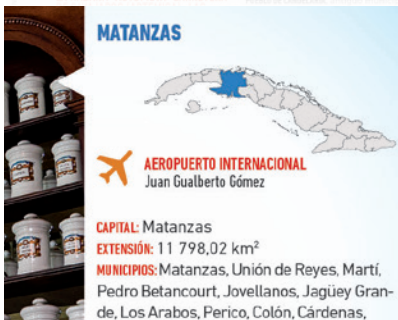 MATANZAS
AEROPUERTO INTERNACIONAL
Juan Gualberto Gómez
CAPITAL: Matanzas
EXTENSIÓN: 11 798,02 km²
MUNICIPIOS: Matanzas, Unión de Reyes, Martí,
Pedro Betancourt, Jovellanos, Jagüey Gran-
de, Los Arabos, Perico, Colón, Cárdenas,